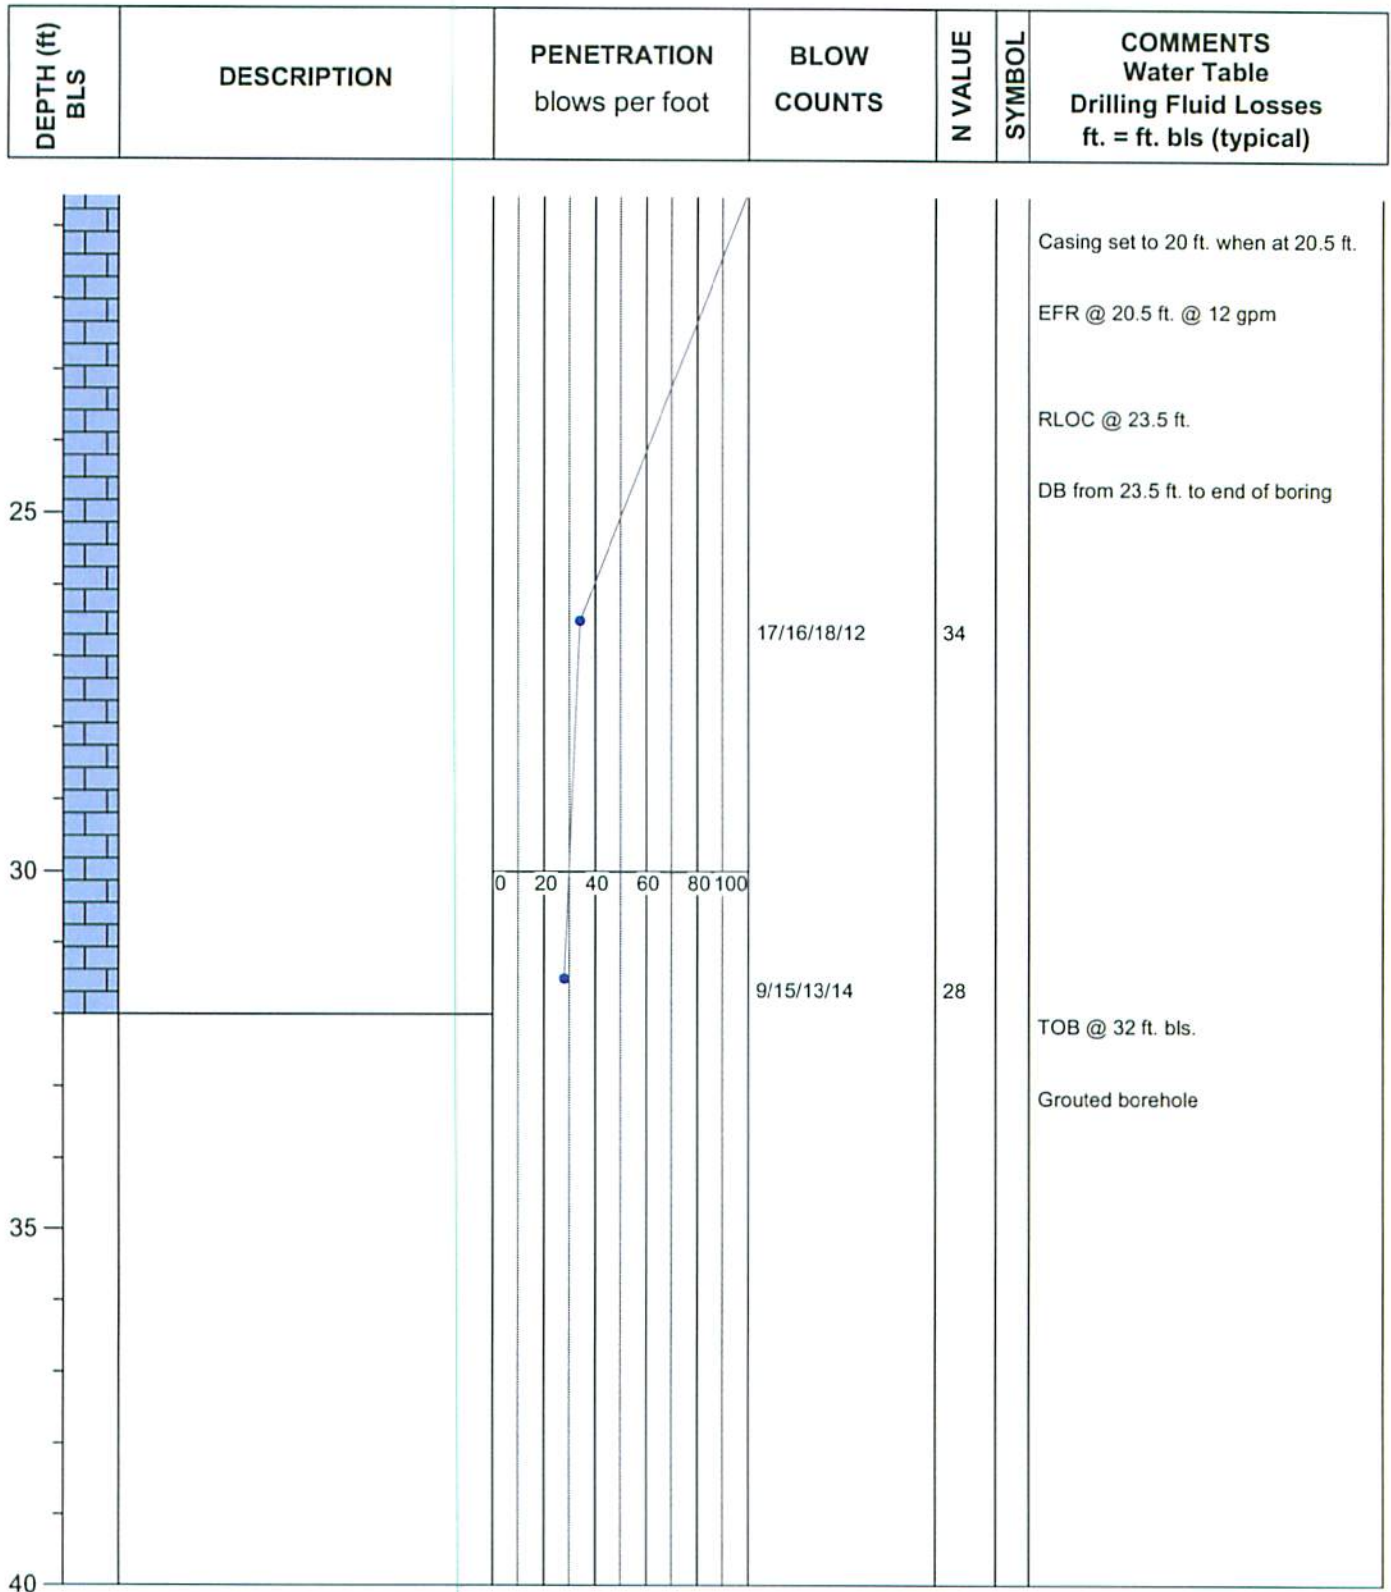 DEPTH (ft)
BLS
DESCRIPTION
PENETRATION
blows per foot
BLOW
COUNTS
N VALUE
SYMBOL
COMMENTS
Water Table
Drilling Fluid Losses
ft. = ft. bls (typical)
Casing set to 20 ft. when at 20.5 ft.
EFR @ 20.5 ft. @ 12 gpm
RLOC @ 23.5 ft.
DB from 23.5 ft. to end of boring
25
17/16/18/12 34
30
0 20 40 60 80 100
9/15/13/14 28
TOB @ 32 ft. bls.
Grouted borehole
35
40